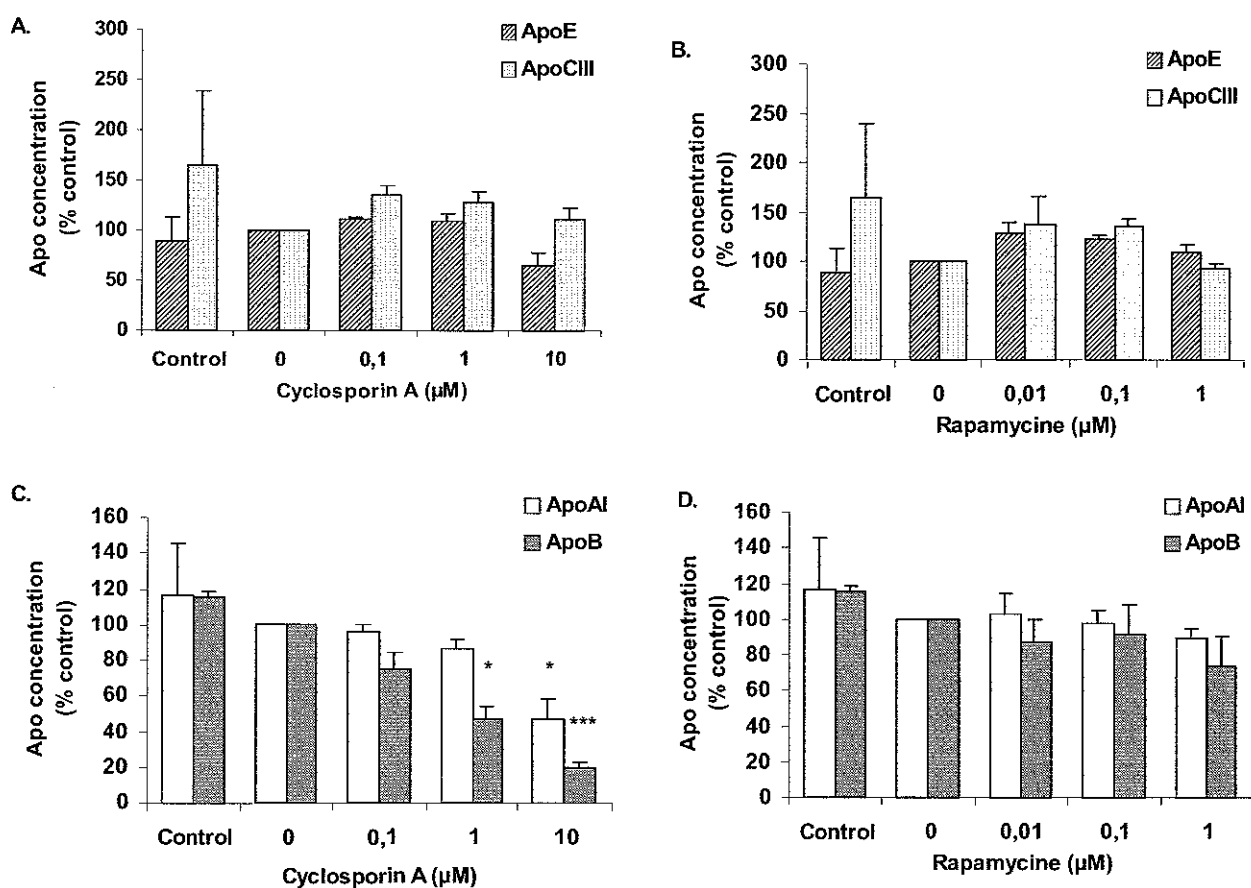 A.
ApoE
ApoCIII
Apo concentration
(% control)
300
250
200
150
100
50
0
Control 0 0,1 1 10
Cyclosporin A (µM)
B.
ApoE
ApoCIII
Apo concentration
(% control)
300
250
200
150
100
50
0
Control 0 0,01 0,1 1
Rapamycine (µM)
C.
ApoAI
ApoB
Apo concentration
(% control)
160
140
120
100
80
60
40
20
0
* *
***
Control 0 0,1 1 10
Cyclosporin A (µM)
D.
ApoAI
ApoB
Apo concentration
(% control)
160
140
120
100
80
60
40
20
0
Control 0 0,01 0,1 1
Rapamycine (µM)